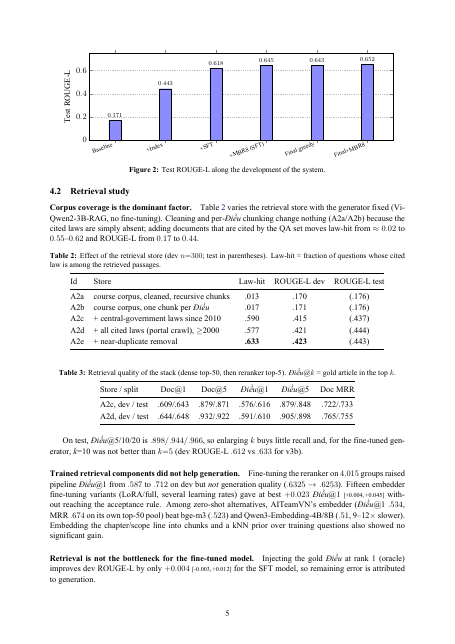 0.171
0.443
0.618
0.645
0.643
0.652
0
0.2
0.4
0.6
Test ROUGE-L
Baseline
+Index
+SFT
+MBR8 (SFT)
Final greedy
Final+MBR8
Figure 2: Test ROUGE-L along the development of the system.
4.2 Retrieval study
Corpus coverage is the dominant factor. Table 2 varies the retrieval store with the generator fixed (Vi-
Qwen2-3B-RAG, no fine-tuning). Cleaning and per-Điều chunking change nothing (A2a/A2b) because the
cited laws are simply absent; adding documents that are cited by the QA set moves law-hit from ≈ 0.02 to
0.55–0.62 and ROUGE-L from 0.17 to 0.44.
Table 2: Effect of the retrieval store (dev n=300; test in parentheses). Law-hit = fraction of questions whose cited
law is among the retrieved passages.
Id Store Law-hit ROUGE-L dev ROUGE-L test
A2a course corpus, cleaned, recursive chunks .013 .170 (.176)
A2b course corpus, one chunk per Điều .017 .171 (.176)
A2c + central-government laws since 2010 .590 .415 (.437)
A2d + all cited laws (portal crawl), ≥2000 .577 .421 (.444)
A2e + near-duplicate removal .633 .423 (.443)
Table 3: Retrieval quality of the stack (dense top-50, then reranker top-5). Điều@k = gold article in the top k.
Store / split Doc@1 Doc@5 Điều@1 Điều@5 Doc MRR
A2c, dev / test .609/.643 .879/.871 .576/.616 .879/.848 .722/.733
A2d, dev / test .644/.648 .932/.922 .591/.610 .905/.898 .765/.755
On test, Điều@5/10/20 is .898/.944/.966, so enlarging k buys little recall and, for the fine-tuned gen-
erator, k=10 was not better than k=5 (dev ROUGE-L .612 vs .633 for v3b).
Trained retrieval components did not help generation. Fine-tuning the reranker on 4,015 groups raised
pipeline Điều@1 from .587 to .712 on dev but not generation quality (.6325 → .6253). Fifteen embedder
fine-tuning variants (LoRA/full, several learning rates) gave at best +0.023 Điều@1 [+0.004,+0.045] with-
out reaching the acceptance rule. Among zero-shot alternatives, AITeamVN's embedder (Điều@1 .534,
MRR .674 on its own top-50 pool) beat bge-m3 (.523) and Qwen3-Embedding-4B/8B (.51, 9–12× slower).
Embedding the chapter/scope line into chunks and a kNN prior over training questions also showed no
significant gain.
Retrieval is not the bottleneck for the fine-tuned model. Injecting the gold Điều at rank 1 (oracle)
improves dev ROUGE-L by only +0.004 [-0.003,+0.012] for the SFT model, so remaining error is attributed
to generation.
5